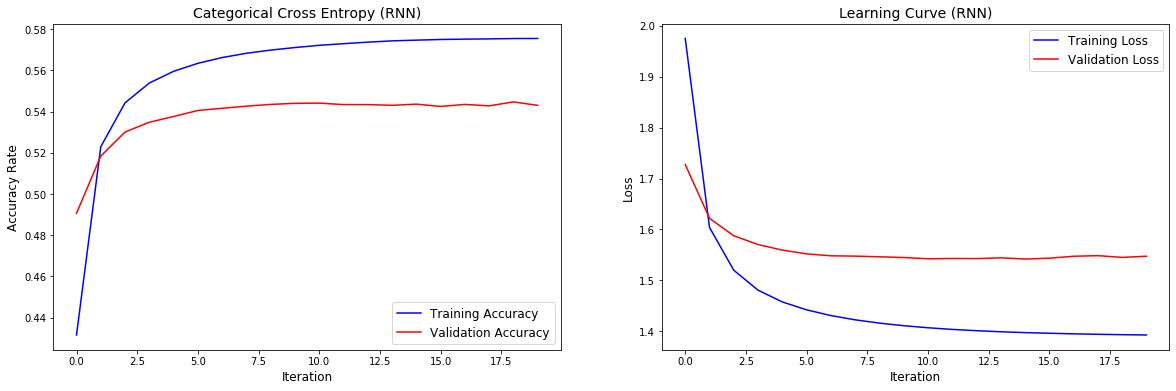 Categorical Cross Entropy (RNN)
Accuracy Rate
0.58
0.56
0.54
0.52
0.50
0.48
0.46
0.44
0.0 2.5 5.0 7.5 10.0 12.5 15.0 17.5
Iteration
Training Accuracy
Validation Accuracy
Learning Curve (RNN)
Loss
2.0
1.9
1.8
1.7
1.6
1.5
1.4
0.0 2.5 5.0 7.5 10.0 12.5 15.0 17.5
Iteration
Training Loss
Validation Loss